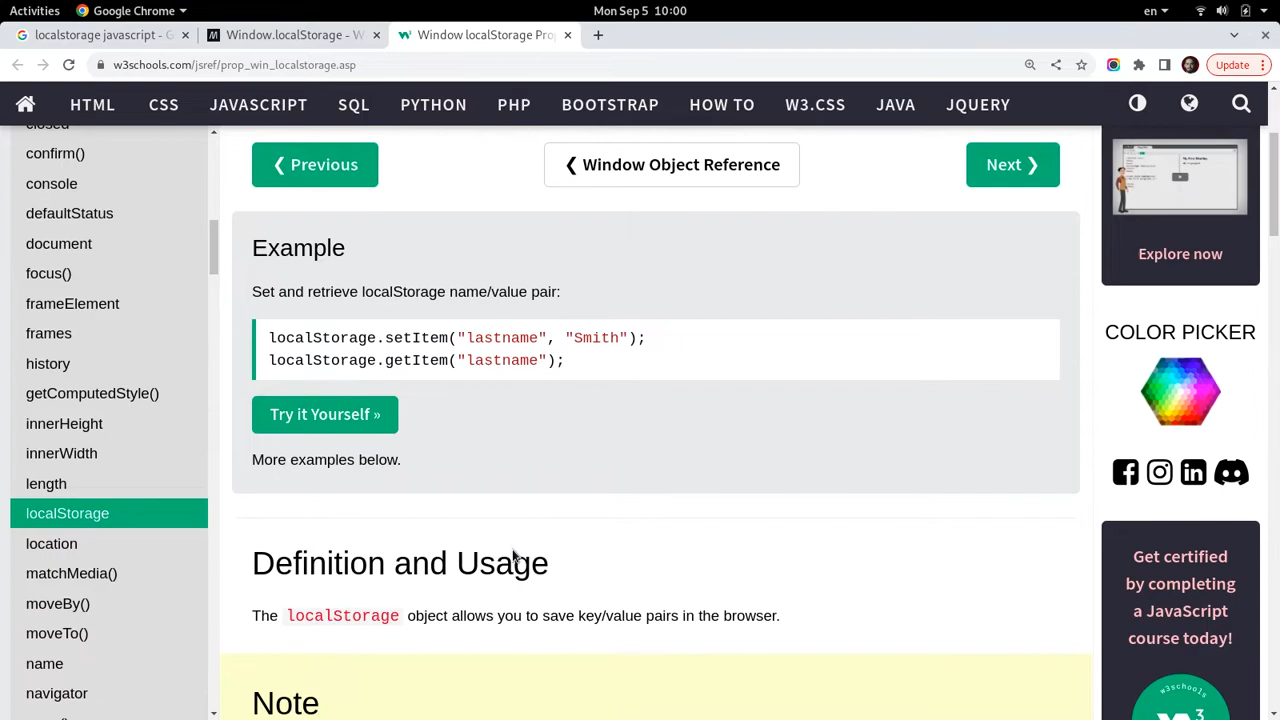 Activities Google Chrome Mon Sep 5 10:00 en
localstorage javascript - G Window.localStorage - W Window localStorage Pro
w3schools.com/jsref/prop_win_localstorage.asp Update
HTML CSS JAVASCRIPT SQL PYTHON PHP BOOTSTRAP HOW TO W3.CSS JAVA JQUERY
closed
confirm()
console
defaultStatus
document
focus()
frameElement
frames
history
getComputedStyle()
innerHeight
innerWidth
length
localStorage
location
matchMedia()
moveBy()
moveTo()
name
navigator
❮ Previous ❮ Window Object Reference Next ❯
Example
Set and retrieve localStorage name/value pair:
localStorage.setItem("lastname", "Smith");
localStorage.getItem("lastname");
Try it Yourself »
More examples below.
Definition and Usage
The localStorage object allows you to save key/value pairs in the browser.
Note
Explore now
COLOR PICKER
Get certified
by completing
a JavaScript
course today!
w3schools